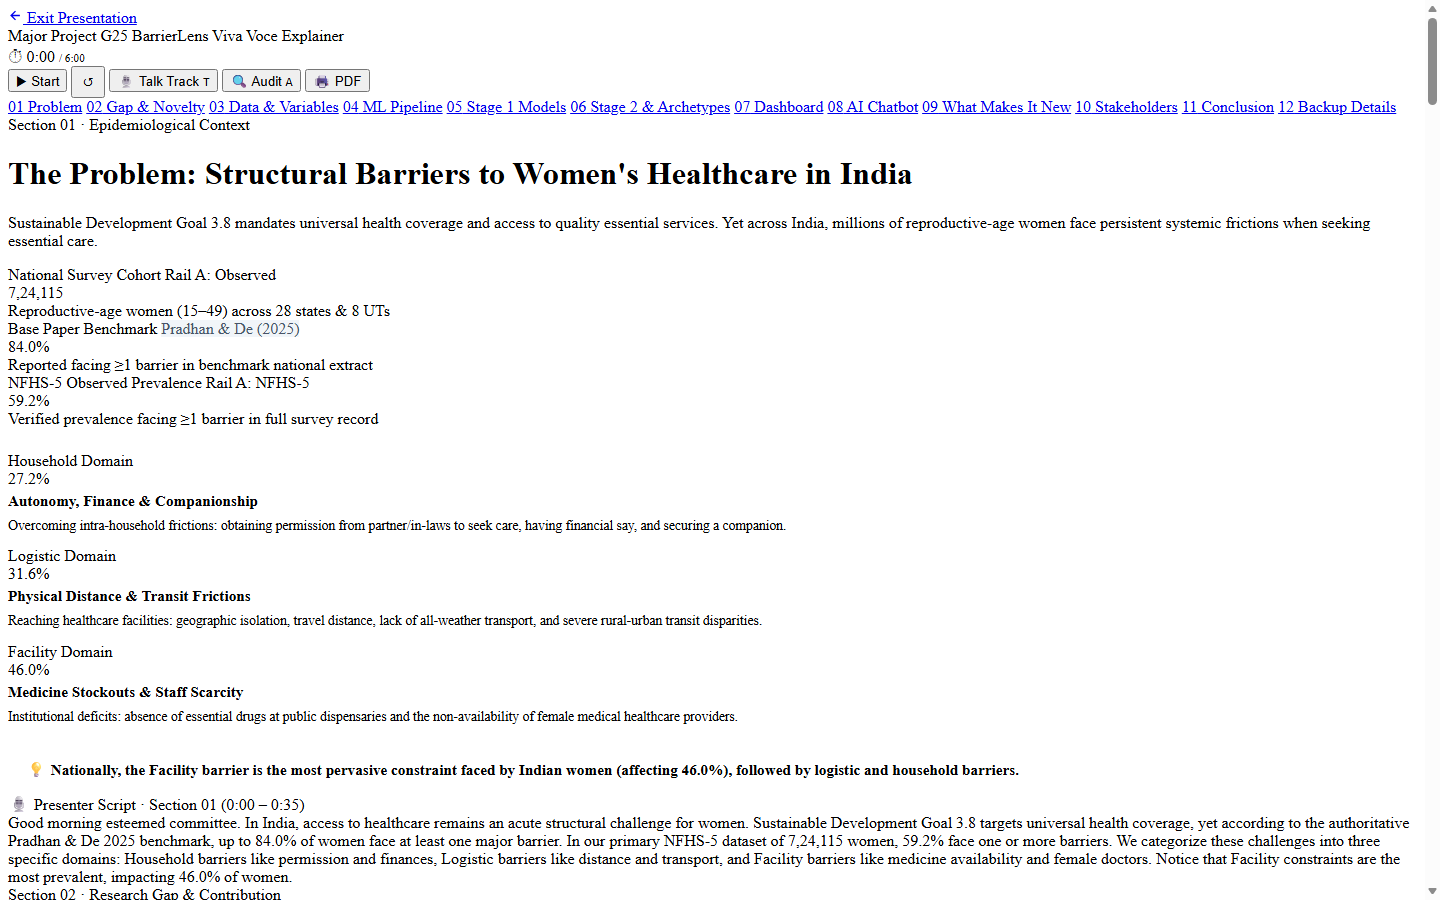 ← Exit Presentation
Major Project G25 BarrierLens Viva Voce Explainer
⏱ 0:00 / 6:00
▶ Start ↺ 🎙 Talk Track T 🔍 Audit A 🖨 PDF
01 Problem 02 Gap & Novelty 03 Data & Variables 04 ML Pipeline 05 Stage 1 Models 06 Stage 2 & Archetypes 07 Dashboard 08 AI Chatbot 09 What Makes It New 10 Stakeholders 11 Conclusion 12 Backup Details
Section 01 · Epidemiological Context
The Problem: Structural Barriers to Women's Healthcare in India
Sustainable Development Goal 3.8 mandates universal health coverage and access to quality essential services. Yet across India, millions of reproductive-age women face persistent systemic frictions when seeking
essential care.
National Survey Cohort Rail A: Observed
7,24,115
Reproductive-age women (15–49) across 28 states & 8 UTs
Base Paper Benchmark Pradhan & De (2025)
84.0%
Reported facing ≥1 barrier in benchmark national extract
NFHS-5 Observed Prevalence Rail A: NFHS-5
59.2%
Verified prevalence facing ≥1 barrier in full survey record
Household Domain
27.2%
Autonomy, Finance & Companionship
Overcoming intra-household frictions: obtaining permission from partner/in-laws to seek care, having financial say, and securing a companion.
Logistic Domain
31.6%
Physical Distance & Transit Frictions
Reaching healthcare facilities: geographic isolation, travel distance, lack of all-weather transport, and severe rural-urban transit disparities.
Facility Domain
46.0%
Medicine Stockouts & Staff Scarcity
Institutional deficits: absence of essential drugs at public dispensaries and the non-availability of female medical healthcare providers.
💡 Nationally, the Facility barrier is the most pervasive constraint faced by Indian women (affecting 46.0%), followed by logistic and household barriers.
🎙 Presenter Script · Section 01 (0:00 – 0:35)
Good morning esteemed committee. In India, access to healthcare remains an acute structural challenge for women. Sustainable Development Goal 3.8 targets universal health coverage, yet according to the authoritative
Pradhan & De 2025 benchmark, up to 84.0% of women face at least one major barrier. In our primary NFHS-5 dataset of 7,24,115 women, 59.2% face one or more barriers. We categorize these challenges into three
specific domains: Household barriers like permission and finances, Logistic barriers like distance and transport, and Facility barriers like medicine availability and female doctors. Notice that Facility constraints are the
most prevalent, impacting 46.0% of women.
Section 02 · Research Gap & Contribution